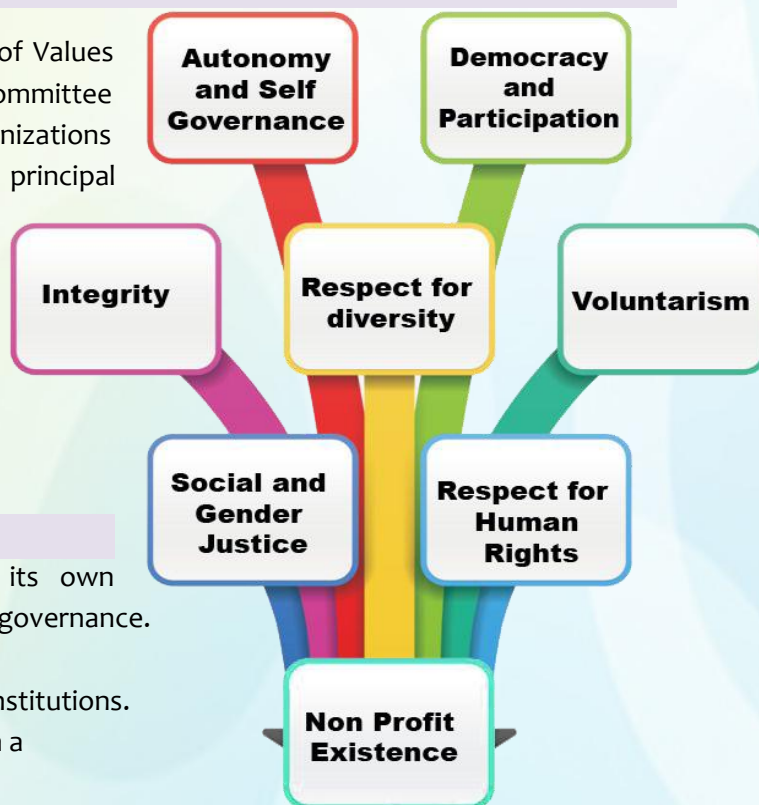 of Values
ommittee
nizations
principal
Autonomy
and Self
Governance
Democracy
and
Participation
Integrity
Respect for
diversity
Voluntarism
Social and
Gender
Justice
Respect for
Human
Rights
its own
governance.
nstitutions.
a
Non Profit
Existence